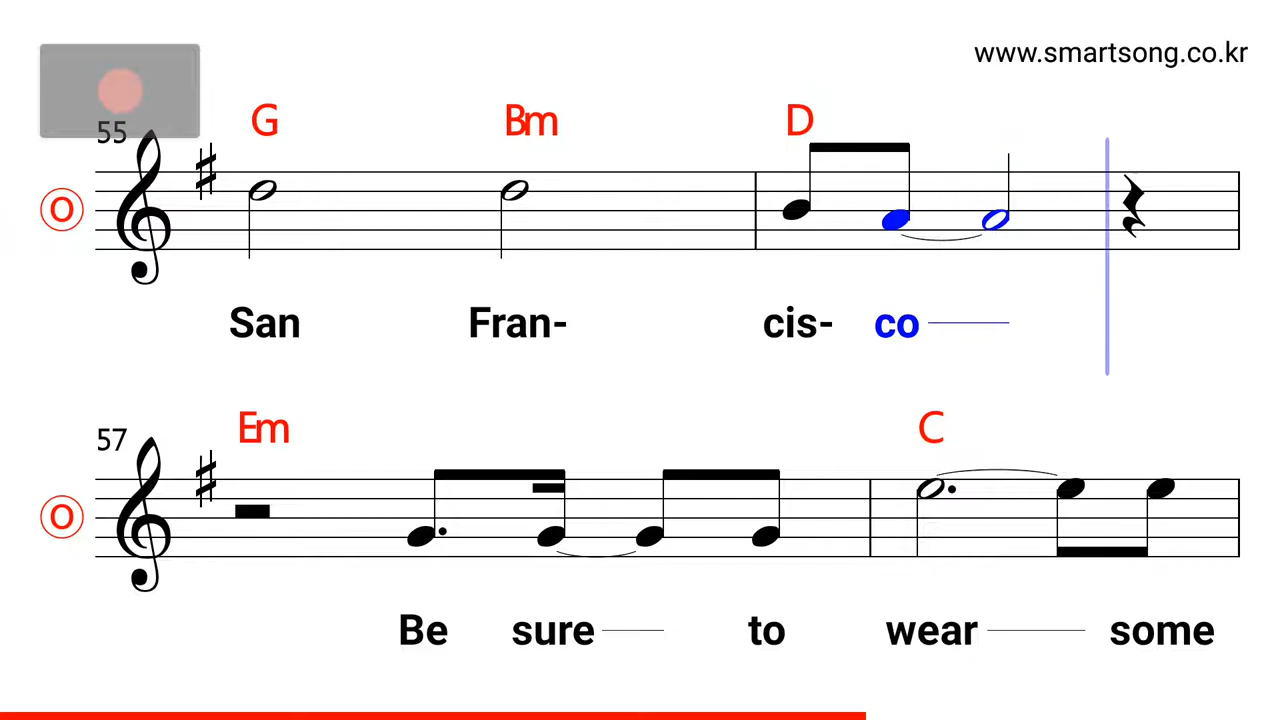 www.smartsong.co.kr
55
G Bm D
O
San Fran- cis- co
57
Em C
O
Be sure to wear some